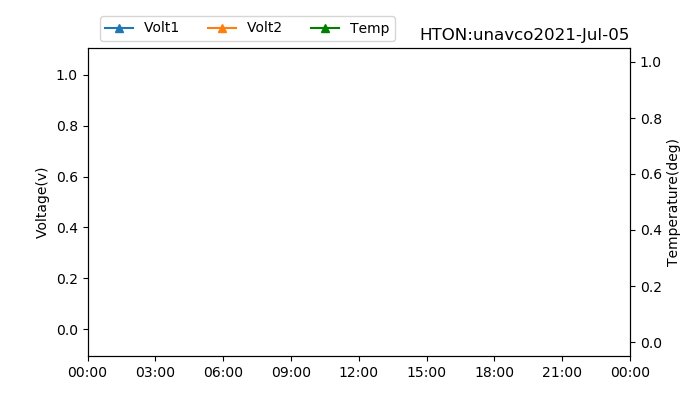 Volt1 Volt2 Temp
HTON:unavco2021-Jul-05
Voltage(v)
1.0
0.8
0.6
0.4
0.2
0.0
1.0
0.8
0.6
0.4
0.2
0.0
Temperature(deg)
00:00 03:00 06:00 09:00 12:00 15:00 18:00 21:00 00:00